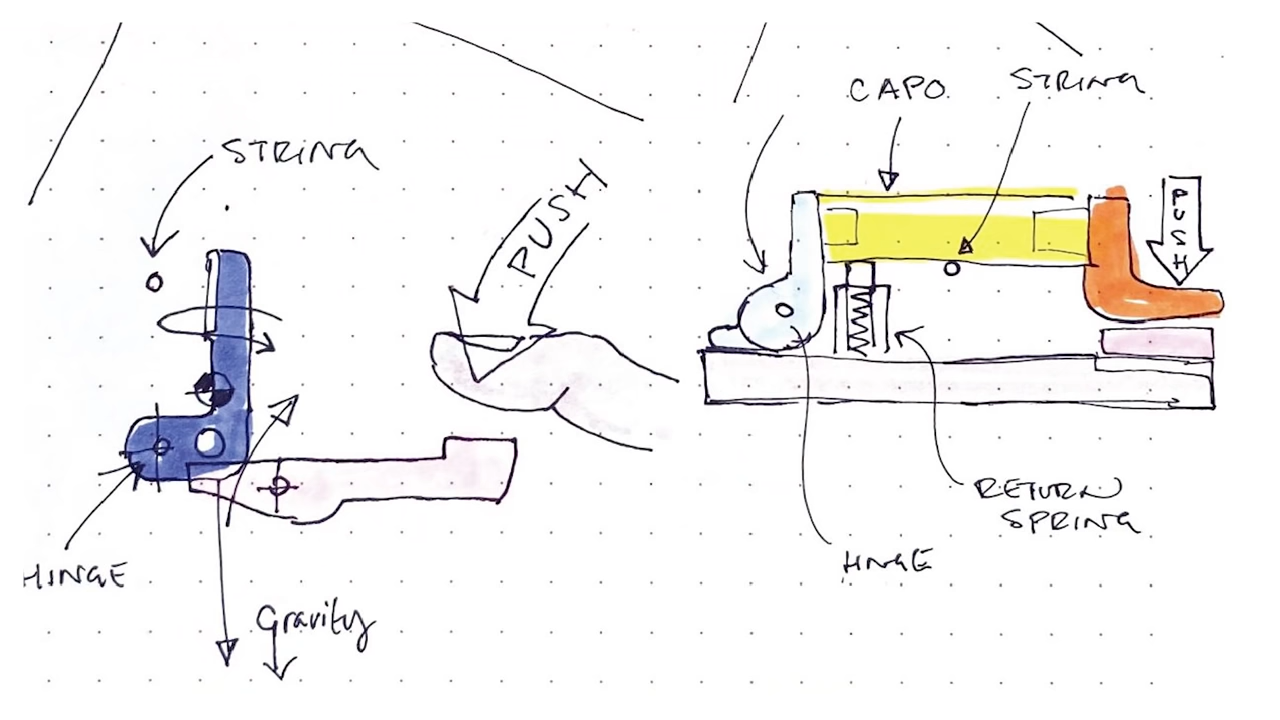 STRING
PUSH
HINGE
Gravity
CAPO
STRING
PUSH
RETURN
SPRING
HINGE